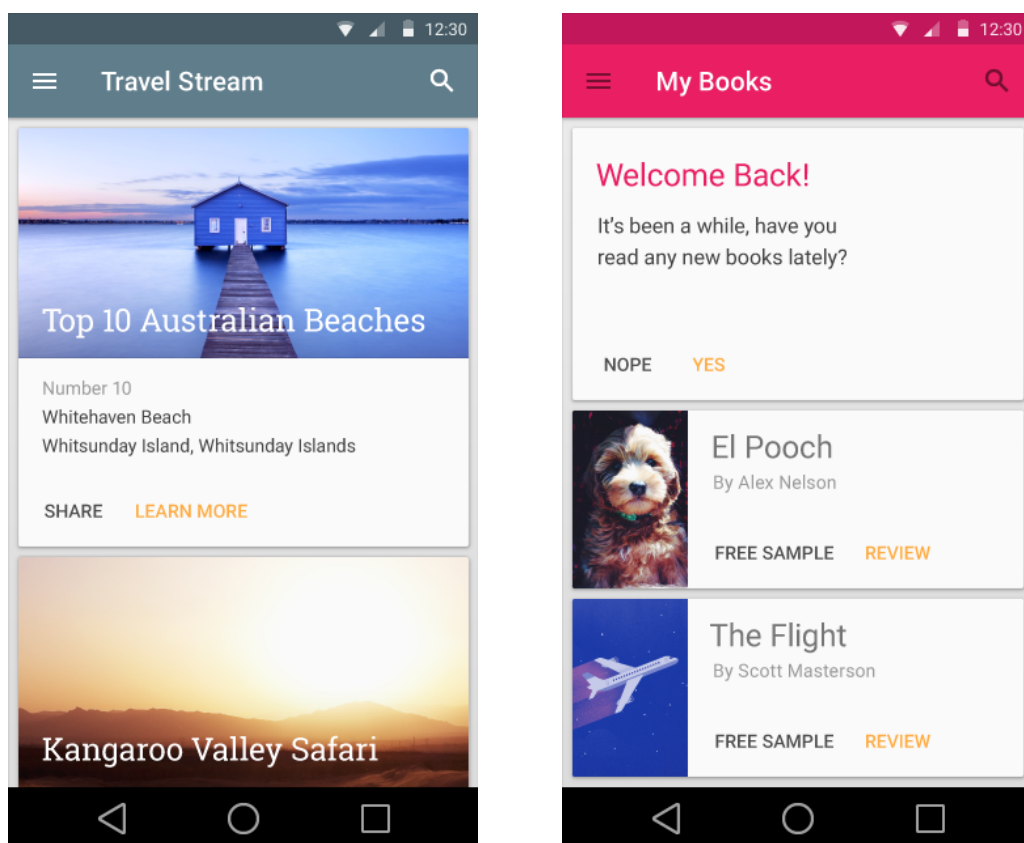 12:30
Travel Stream
Top 10 Australian Beaches
Number 10
Whitehaven Beach
Whitsunday Island, Whitsunday Islands
SHARE LEARN MORE
Kangaroo Valley Safari
12:30
My Books
Welcome Back!
It's been a while, have you
read any new books lately?
NOPE YES
El Pooch
By Alex Nelson
FREE SAMPLE REVIEW
The Flight
By Scott Masterson
FREE SAMPLE REVIEW